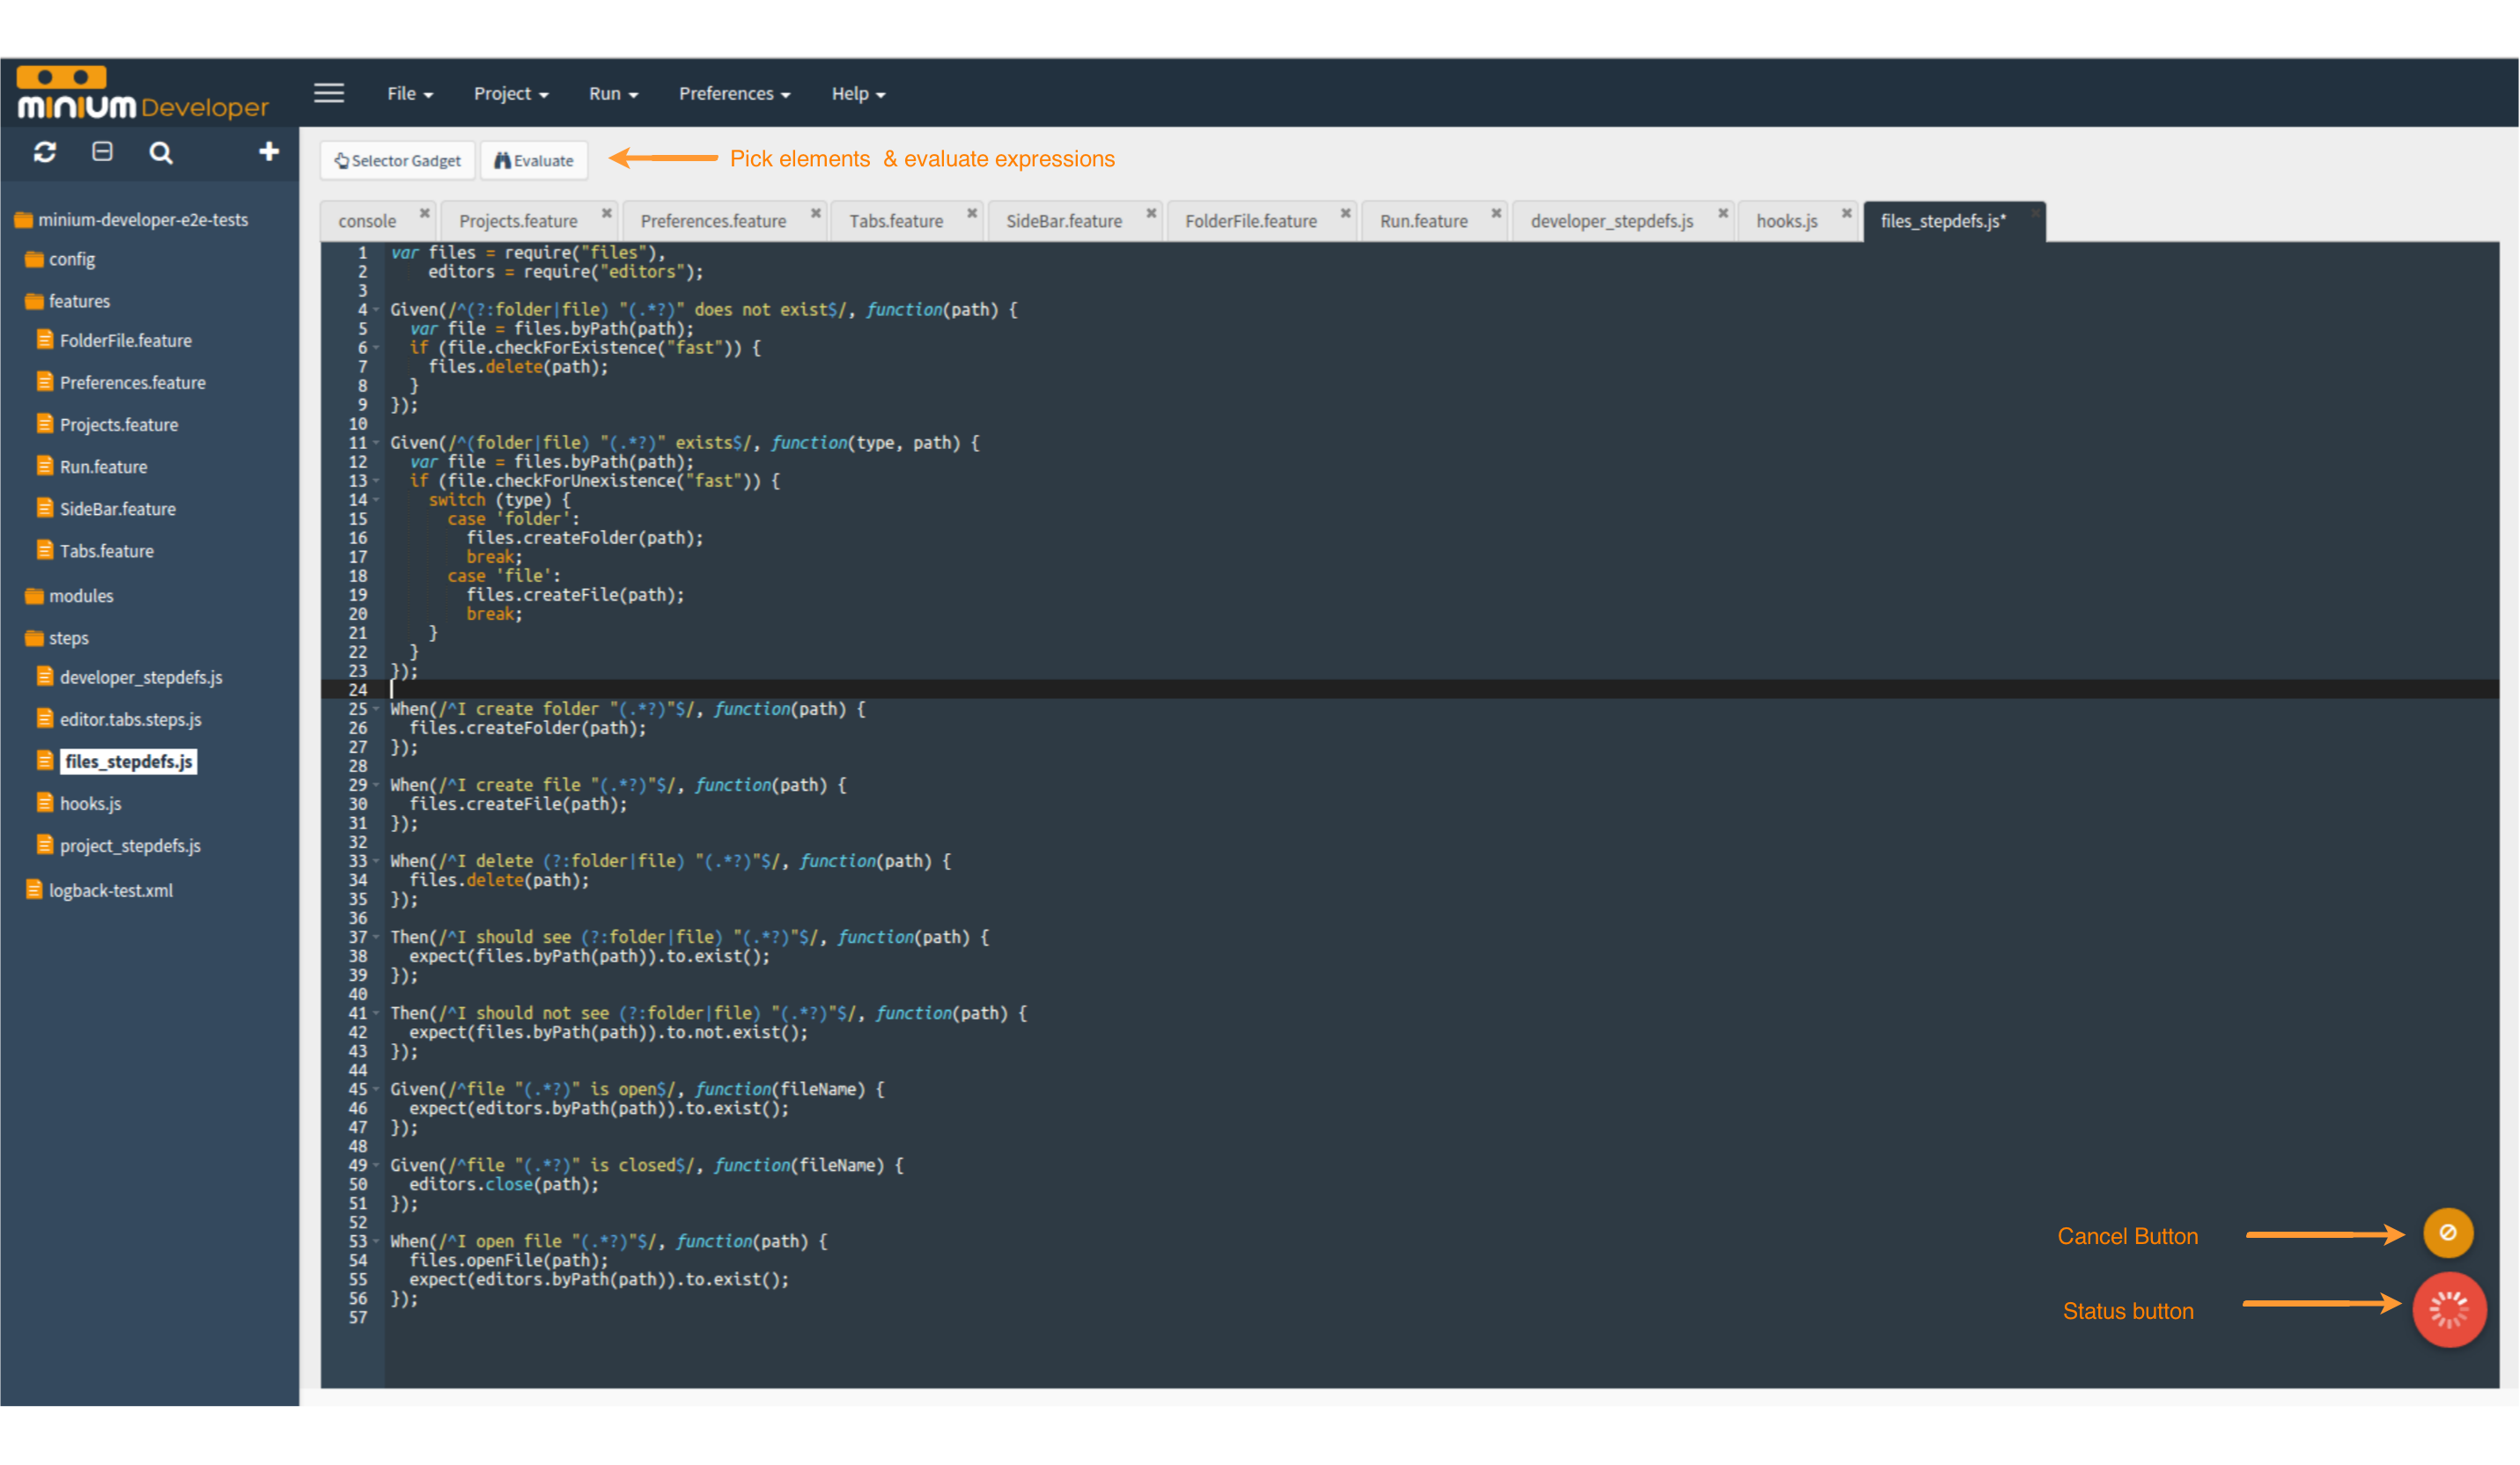 minium Developer
File Project Run Preferences Help
Selector Gadget Evaluate Pick elements & evaluate expressions
console Projects.feature Preferences.feature Tabs.feature SideBar.feature FolderFile.feature Run.feature developer_stepdefs.js hooks.js files_stepdefs.js*
minium-developer-e2e-tests
config
features
FolderFile.feature
Preferences.feature
Projects.feature
Run.feature
SideBar.feature
Tabs.feature
modules
steps
developer_stepdefs.js
editor.tabs.steps.js
files_stepdefs.js
hooks.js
project_stepdefs.js
logback-test.xml
1 var files = require("files"),
2     editors = require("editors");
3
4 Given(/^(?:folder|file) "(.*?)" does not exist$/, function(path) {
5   var file = files.byPath(path);
6   if (file.checkForExistence("fast")) {
7     files.delete(path);
8   }
9 });
10
11 Given(/^(folder|file) "(.*?)" exists$/, function(type, path) {
12   var file = files.byPath(path);
13   if (file.checkForUnexistence("fast")) {
14     switch (type) {
15       case 'folder':
16         files.createFolder(path);
17         break;
18       case 'file':
19         files.createFile(path);
20         break;
21     }
22   }
23 });
24
25 When(/^I create folder "(.*?)"$/, function(path) {
26   files.createFolder(path);
27 });
28
29 When(/^I create file "(.*?)"$/, function(path) {
30   files.createFile(path);
31 });
32
33 When(/^I delete (?:folder|file) "(.*?)"$/, function(path) {
34   files.delete(path);
35 });
36
37 Then(/^I should see (?:folder|file) "(.*?)"$/, function(path) {
38   expect(files.byPath(path)).to.exist();
39 });
40
41 Then(/^I should not see (?:folder|file) "(.*?)"$/, function(path) {
42   expect(files.byPath(path)).to.not.exist();
43 });
44
45 Given(/^file "(.*?)" is open$/, function(fileName) {
46   expect(editors.byPath(path)).to.exist();
47 });
48
49 Given(/^file "(.*?)" is closed$/, function(fileName) {
50   editors.close(path);
51 });
52
53 When(/^I open file "(.*?)"$/, function(path) {
54   files.openFile(path);
55   expect(editors.byPath(path)).to.exist();
56 });
57
Cancel Button
Status button